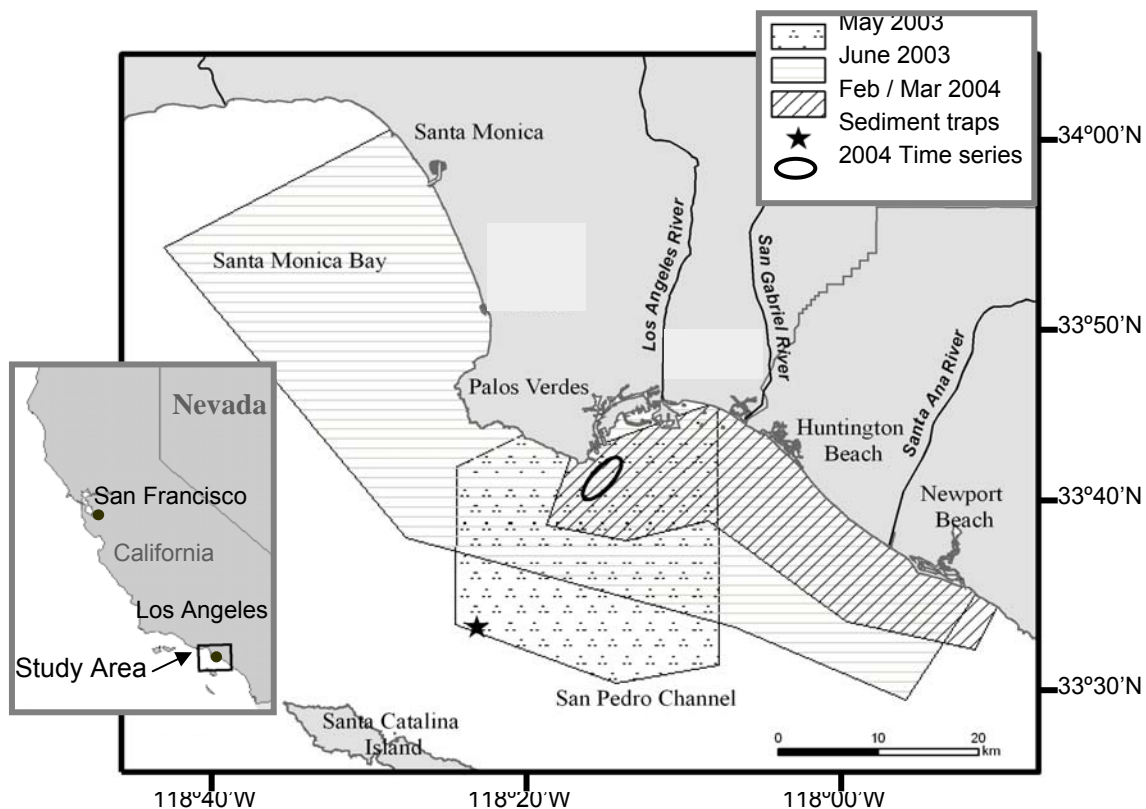 May 2003
June 2003
Feb / Mar 2004
Sediment traps
2004 Time series
Santa Monica
34°00'N
Santa Monica Bay
Los Angeles River
San Gabriel River
33°50'N
Santa Ana River
Palos Verdes
Huntington
Beach
Newport
Beach
33°40'N
Nevada
San Francisco
California
Los Angeles
Study Area
San Pedro Channel
33°30'N
Santa Catalina
Island
0 10 20
km
118°40'W
118°20'W
118°00'W